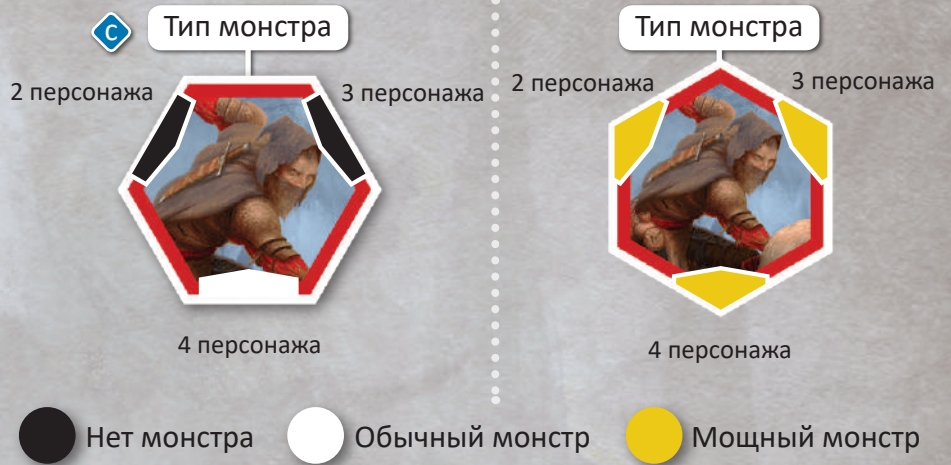 С
Тип монстра
2 персонажа
3 персонажа
4 персонажа
Тип монстра
2 персонажа
3 персонажа
4 персонажа
Нет монстра
Обычный монстр
Мощный монстр